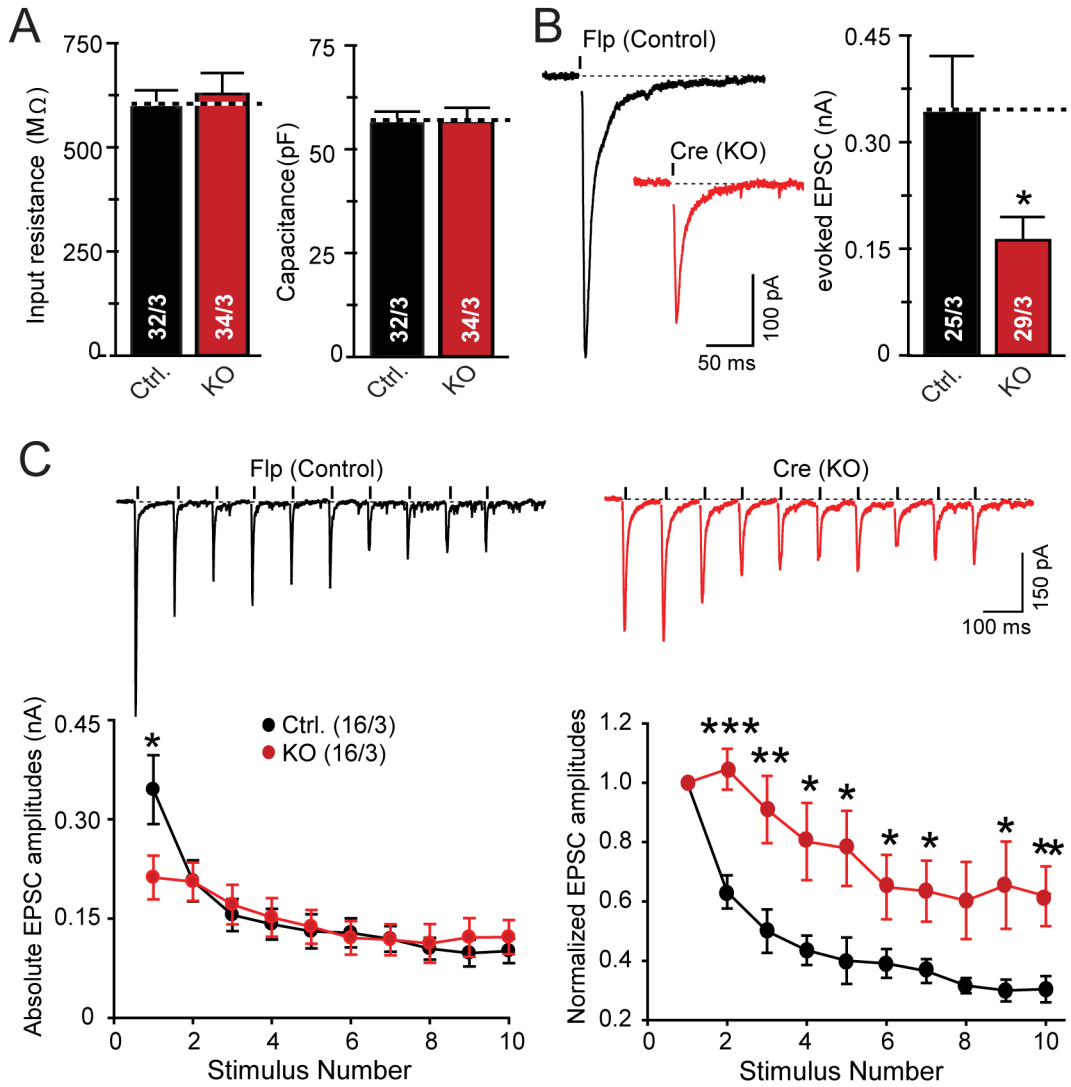 A
Input resistance (MΩ)
750
500
250
0
32/3
34/3
Ctrl.
KO
Capacitance(pF)
75
50
25
0
32/3
34/3
Ctrl.
KO
B
Flp (Control)
Cre (KO)
100 pA
50 ms
evoked EPSC (nA)
0.45
0.30
0.15
0
*
25/3
29/3
Ctrl.
KO
C
Flp (Control)
Cre (KO)
150 pA
100 ms
Absolute EPSC amplitudes (nA)
0.45
0.30
0.15
0
*
Ctrl. (16/3)
KO (16/3)
0 2 4 6 8 10
Stimulus Number
Normalized EPSC amplitudes
1.2
1.0
0.8
0.6
0.4
0.2
*** ** * * * * * **
0 2 4 6 8 10
Stimulus Number